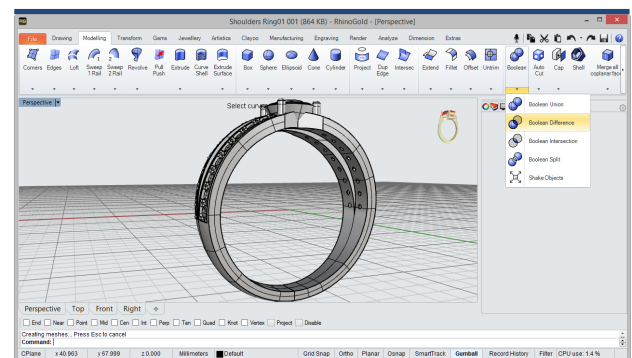 Shoulders Ring01 001 (864 KB) - RhinoGold - [Perspective]
File Drawing Modelling Transform Gems Jewellery Artistics Clayoo Manufacturing Engraving Render Analyze Dimension Extras
Corners Edges Loft Sweep 1 Rail Sweep 2 Rail Revolve Pull Push Extrude Curve Shell Extrude Surface Box Sphere Ellipsoid Cone Cylinder Project Dup Edge Intersec Extend Fillet Offset Untrim Boolean Auto Cut Cap Shell Merge all coplanar faces
Perspective
Select cur
Boolean Union
Boolean Difference
Boolean Intersection
Boolean Split
Shake Objects
Perspective Top Front Right
End Near Point Mid Cen Int Perp Tan Quad Knot Vertex Project Disable
Creating meshes... Press Esc to cancel
Command:
CPlane x 40.963 y 67.999 z 0.000 Millimeters Default Grid Snap Ortho Planar Osnap SmartTrack Gumball Record History Filter CPU use: 1.4 %